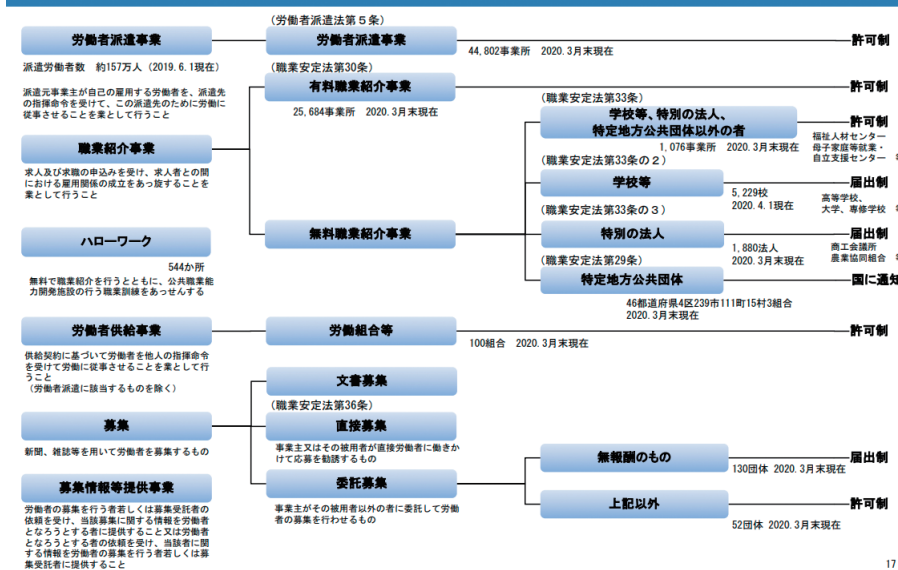 (労働者派遣法第5条)
労働者派遣事業
労働者派遣事業
許可制
44,802事業所 2020.3月末現在
派遣労働者数 約157万人(2019.6.1現在)
派遣元事業主が自己の雇用する労働者を、派遣先
の指揮命令を受けて、この派遣先のために労働に
従事させることを業として行うこと
(職業安定法第30条)
有料職業紹介事業
許可制
25,684事業所 2020.3月末現在
職業紹介事業
求人及び求職の申込みを受け、求人者との間
における雇用関係の成立をあっ旋することを
業として行うこと
(職業安定法第33条)
学校等、特別の法人、
特定地方公共団体以外の者
許可制
1,076事業所 2020.3月末現在
福祉人材センター
母子家庭等就業・
自立支援センター
(職業安定法第33条の2)
学校等
届出制
5,229校
2020.4.1現在
高等学校、
大学、専修学校
(職業安定法第33条の3)
無料職業紹介事業
特別の法人
届出制
1,880法人
2020.3月末現在
商工会議所
農業協同組合
(職業安定法第29条)
特定地方公共団体
国に通知
46都道府県4区239市111町15村3組合
2020.3月末現在
ハローワーク
544か所
無料で職業紹介を行うとともに、公共職業能
力開発施設の行う職業訓練をあっせんする
労働者供給事業
労働組合等
許可制
100組合 2020.3月末現在
供給契約に基づいて労働者を他人の指揮命令
を受けて労働に従事させることを業として行
うこと
(労働者派遣に該当するものを除く)
文書募集
(職業安定法第36条)
募集
直接募集
新聞、雑誌等を用いて労働者を募集するもの
事業主又はその被用者が直接労働者に働きか
けて応募を勧誘するもの
委託募集
事業主がその被用者以外の者に委託して労働
者の募集を行わせるもの
無報酬のもの
届出制
130団体 2020.3月末現在
上記以外
許可制
52団体 2020.3月末現在
募集情報等提供事業
労働者の募集を行う者若しくは募集受託者の
依頼を受け、当該募集に関する情報を労働者
となろうとする者に提供すること又は労働者
となろうとする者の依頼を受け、当該者に関
する情報を労働者の募集を行う者若しくは募
集受託者に提供すること
17